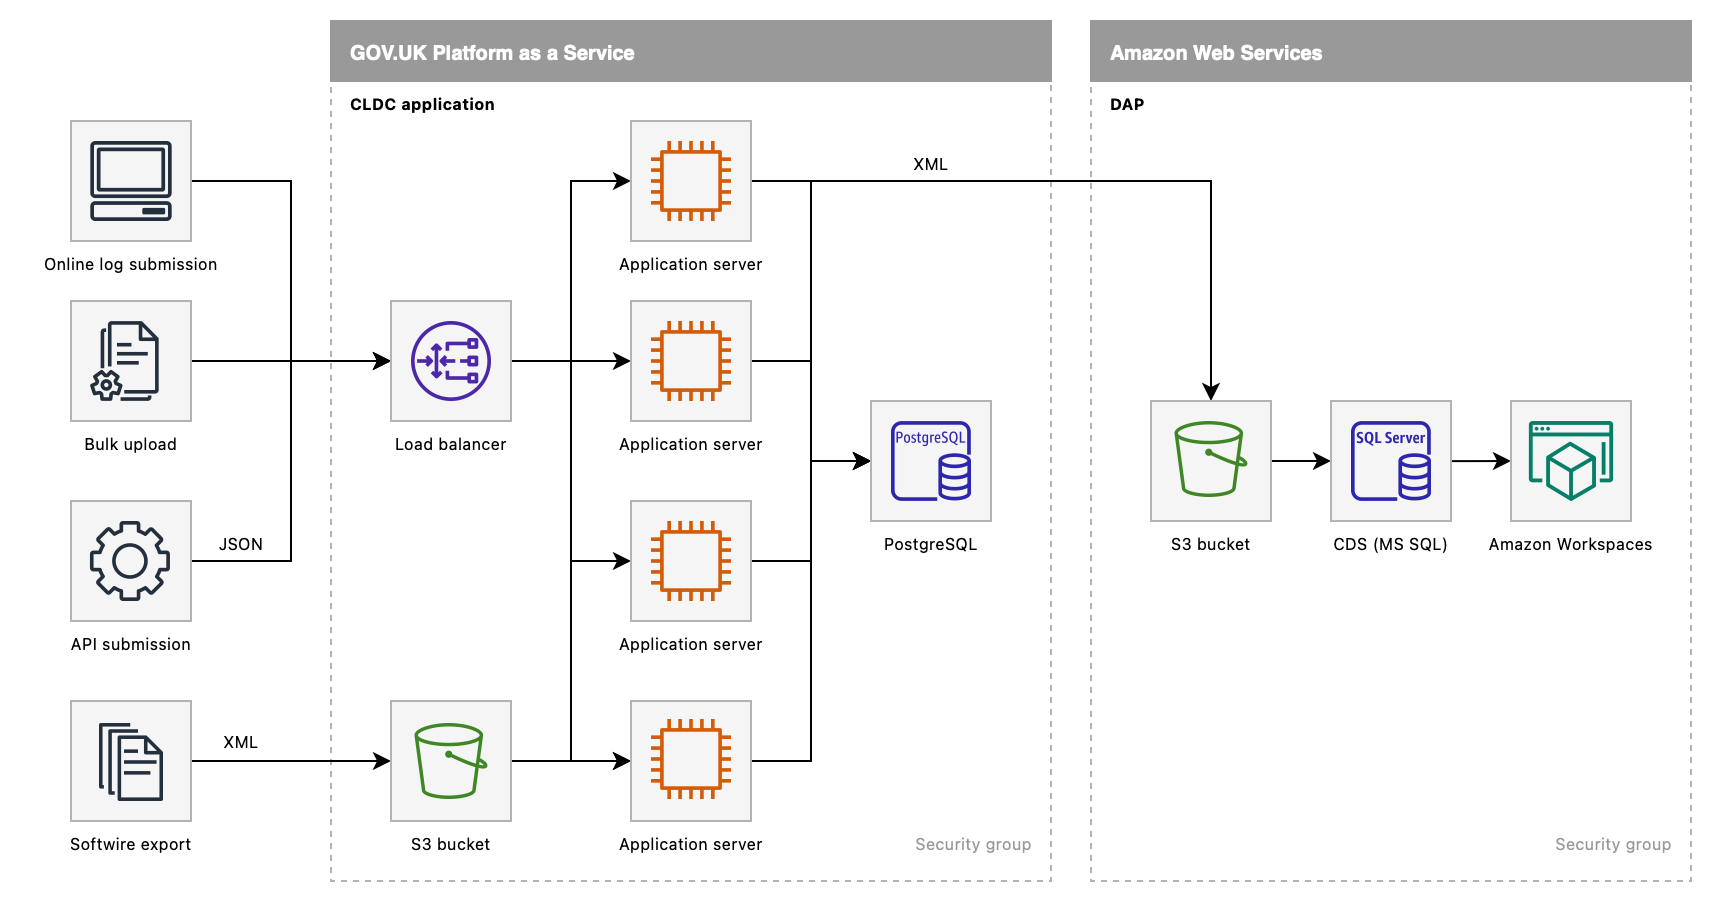 GOV.UK Platform as a Service
Amazon Web Services
CLDC application
DAP
XML
Online log submission
Application server
Bulk upload
Load balancer
Application server
PostgreSQL
SQL Server
JSON
PostgreSQL
S3 bucket
CDS (MS SQL)
Amazon Workspaces
API submission
Application server
XML
Softwire export
S3 bucket
Application server
Security group
Security group